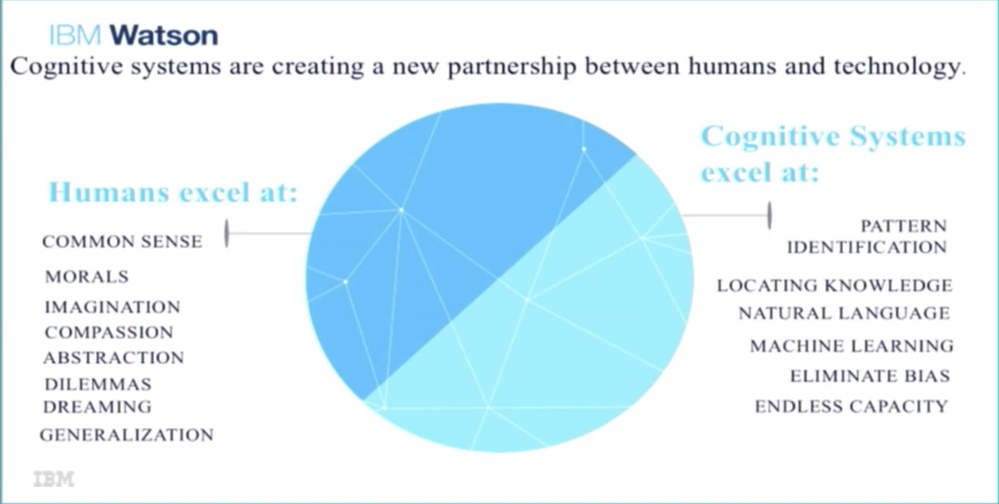 IBM Watson
Cognitive systems are creating a new partnership between humans and technology.
Humans excel at:
COMMON SENSE
MORALS
IMAGINATION
COMPASSION
ABSTRACTION
DILEMMAS
DREAMING
GENERALIZATION
Cognitive Systems
excel at:
PATTERN
IDENTIFICATION
LOCATING KNOWLEDGE
NATURAL LANGUAGE
MACHINE LEARNING
ELIMINATE BIAS
ENDLESS CAPACITY
IBM